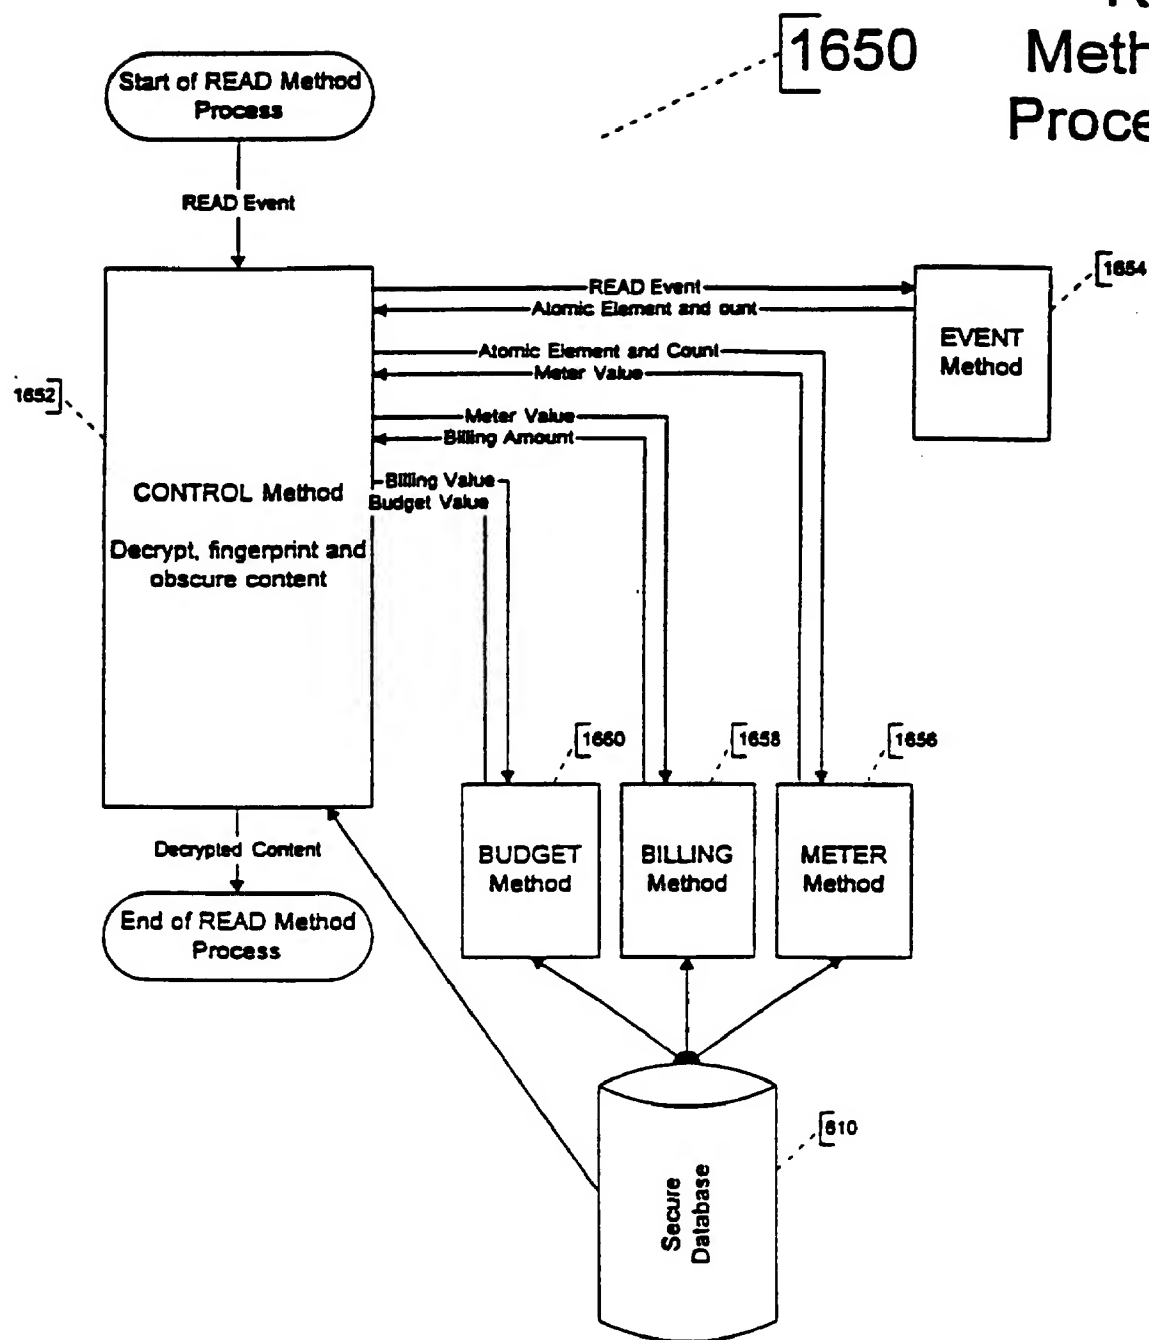 1650
Meth
Proce
Start of READ Method
Process
READ Event
READ Event
Atomic Element and ount
1654
EVENT
Method
Atomic Element and Count
Meter Value
1652
Meter Value
Billing Amount
Billing Value
Budget Value
CONTROL Method
Decrypt, fingerprint and
obscure content
1660
1658
1656
Decrypted Content
BUDGET
Method
BILLING
Method
METER
Method
End of READ Method
Process
610
Secure
Database